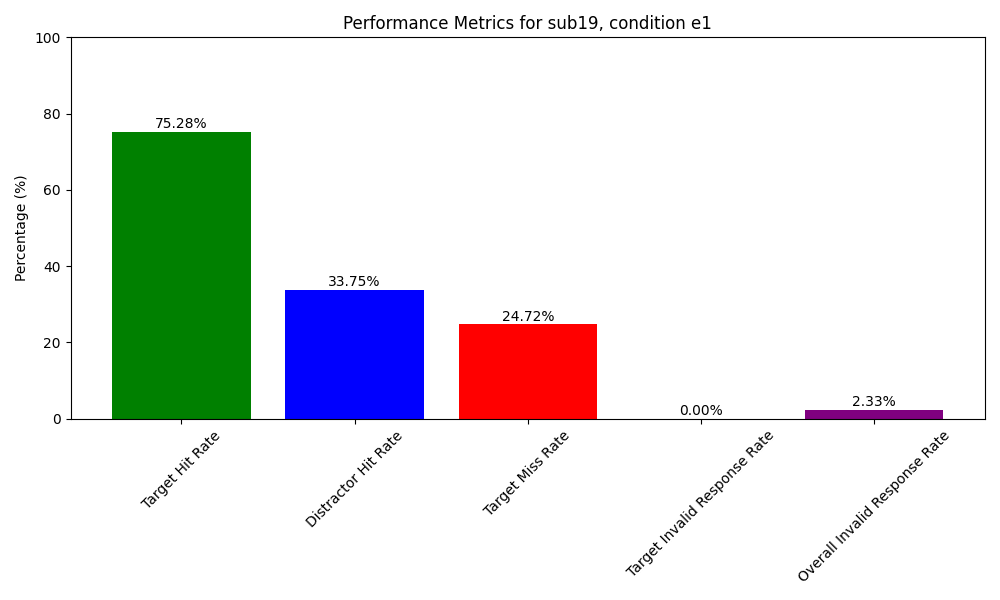 Performance Metrics for sub19, condition e1
Percentage (%)
100
80
60
40
20
0
75.28%
33.75%
24.72%
0.00%
2.33%
Target Hit Rate
Distractor Hit Rate
Target Miss Rate
Target Invalid Response Rate
Overall Invalid Response Rate